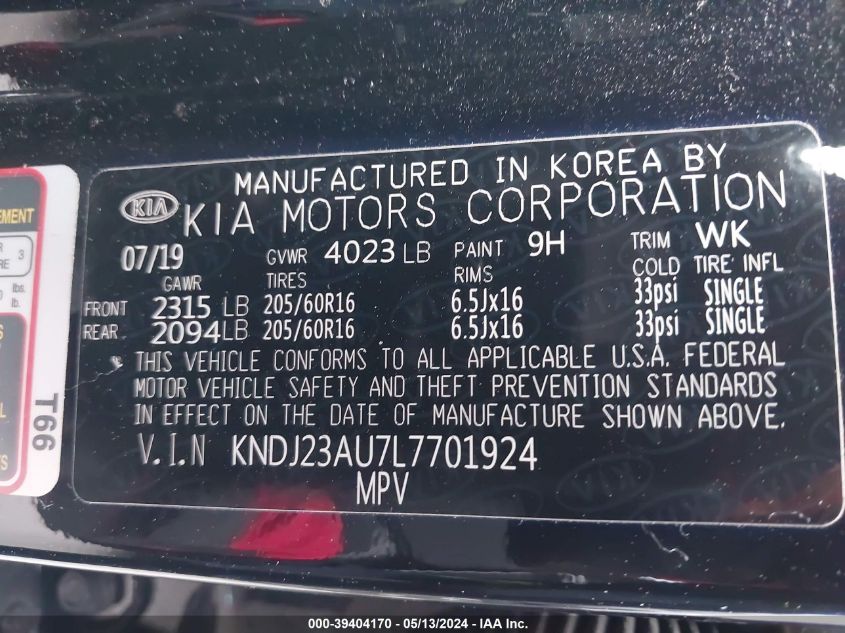 MANUFACTURED IN KOREA BY
KIA KIA MOTORS CORPORATION
07/19 GVWR 4023 LB PAINT 9H TRIM WK
GAWR TIRES RIMS COLD TIRE INFL
FRONT 2315 LB 205/60R16 6.5Jx16 33psi SINGLE
REAR 2094 LB 205/60R16 6.5Jx16 33psi SINGLE
THIS VEHICLE CONFORMS TO ALL APPLICABLE U.S.A. FEDERAL
MOTOR VEHICLE SAFETY AND THEFT PREVENTION STANDARDS
IN EFFECT ON THE DATE OF MANUFACTURE SHOWN ABOVE.
V.I.N KNDJ23AU7L7701924
MPV
T66
3
lbs.
lb.
000-39404170 - 05/13/2024 - IAA Inc.